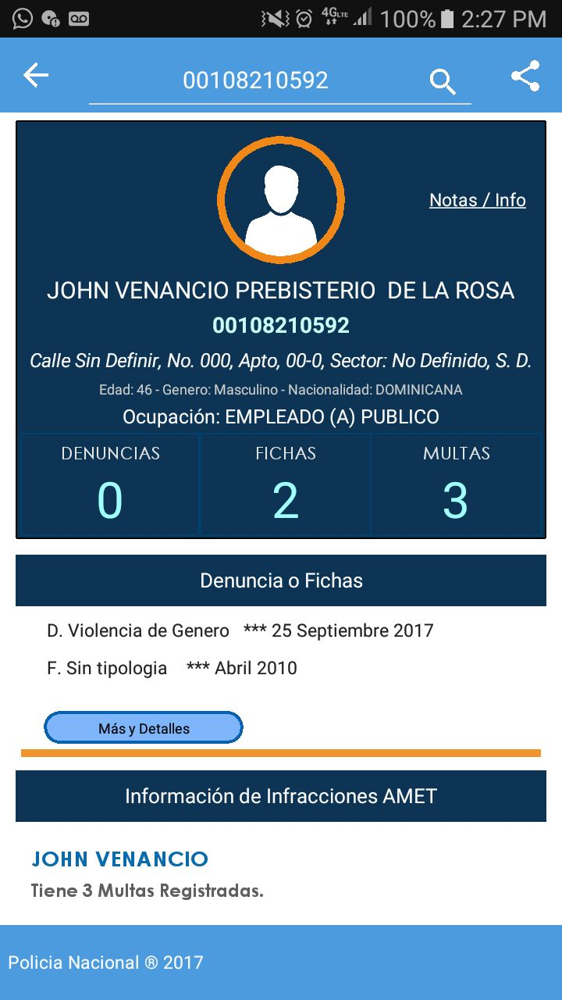 4G LTE 100% 2:27 PM
00108210592
Notas / Info
JOHN VENANCIO PREBISTERIO DE LA ROSA
00108210592
Calle Sin Definir, No. 000, Apto, 00-0, Sector: No Definido, S. D.
Edad: 46 - Genero: Masculino - Nacionalidad: DOMINICANA
Ocupación: EMPLEADO (A) PUBLICO
DENUNCIAS FICHAS MULTAS
0 2 3
Denuncia o Fichas
D. Violencia de Genero *** 25 Septiembre 2017
F. Sin tipologia *** Abril 2010
Más y Detalles
Información de Infracciones AMET
JOHN VENANCIO
Tiene 3 Multas Registradas.
Policia Nacional ® 2017